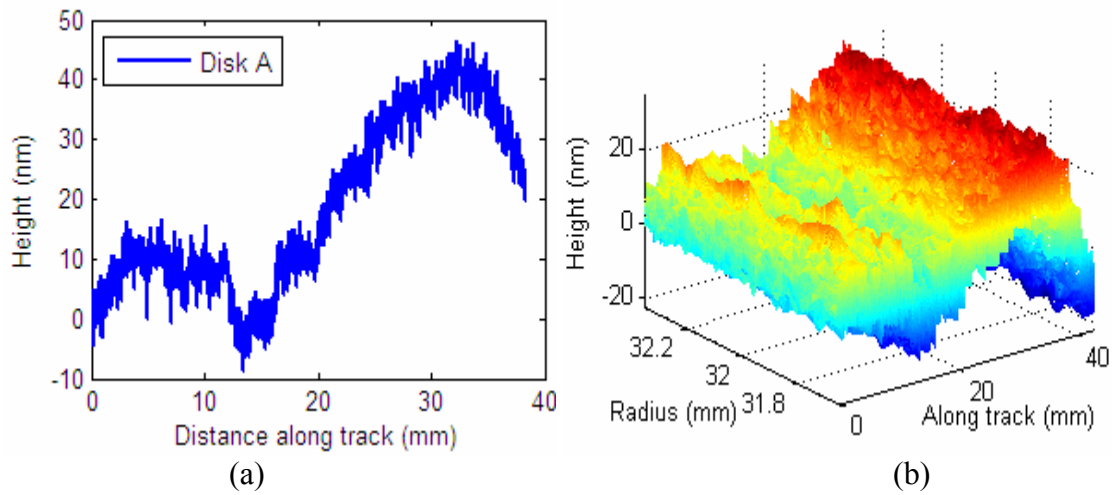 50
40
30
20
10
0
-10
Height (nm)
Disk A
0 10 20 30 40
Distance along track (mm)
(a)
20
0
-20
Height (nm)
32.2
32
31.8
Radius (mm)
0
20
40
Along track (mm)
(b)